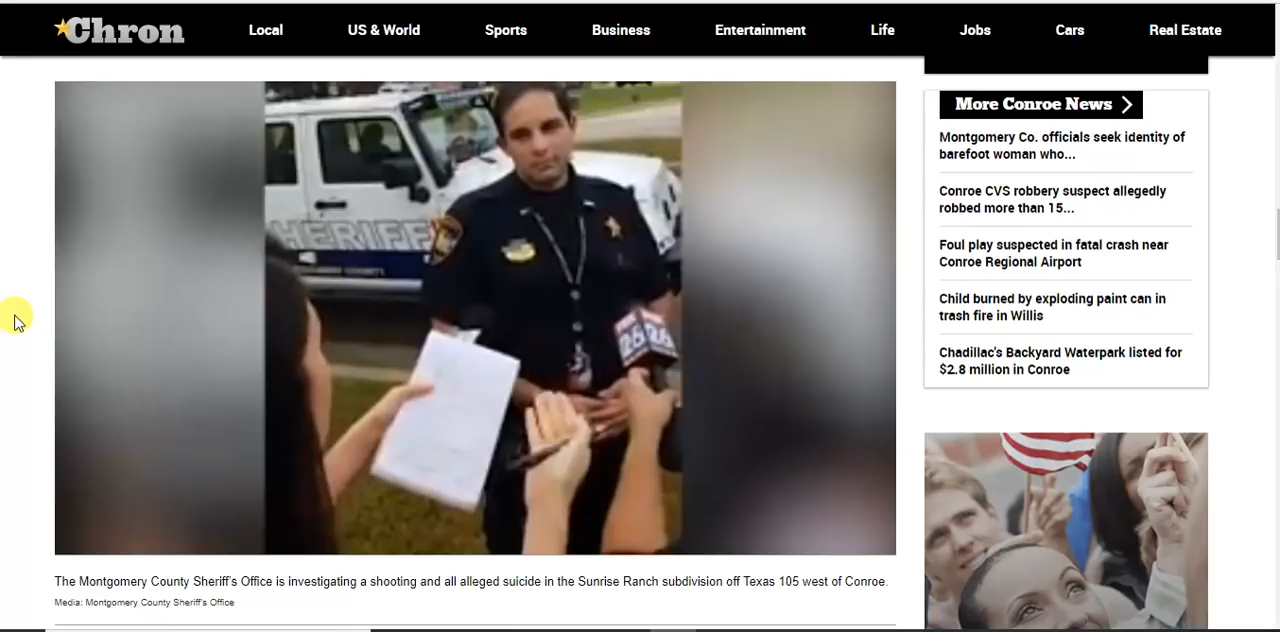 Chron
Local
US & World
Sports
Business
Entertainment
Life
Jobs
Cars
Real Estate
SHERIFF
26
More Conroe News
Montgomery Co. officials seek identity of
barefoot woman who...
Conroe CVS robbery suspect allegedly
robbed more than 15...
Foul play suspected in fatal crash near
Conroe Regional Airport
Child burned by exploding paint can in
trash fire in Willis
Chadillac's Backyard Waterpark listed for
$2.8 million in Conroe
The Montgomery County Sheriff's Office is investigating a shooting and all alleged suicide in the Sunrise Ranch subdivision off Texas 105 west of Conroe.
Media: Montgomery County Sheriff's Office